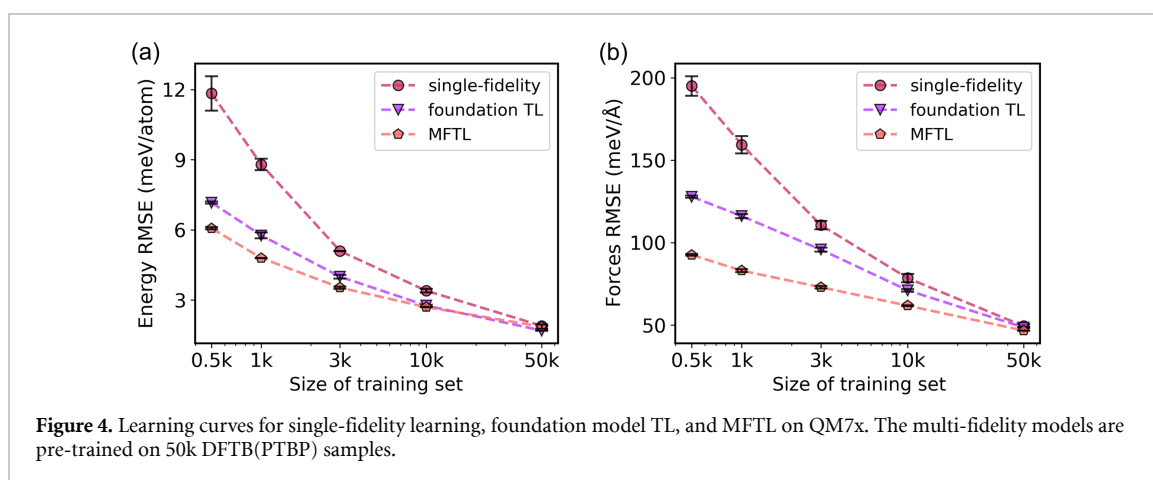 (a)
Energy RMSE (meV/atom)
12
9
6
3
single-fidelity
foundation TL
MFTL
0.5k 1k 3k 10k 50k
Size of training set
(b)
Forces RMSE (meV/Å)
200
150
100
50
single-fidelity
foundation TL
MFTL
0.5k 1k 3k 10k 50k
Size of training set
Figure 4. Learning curves for single-fidelity learning, foundation model TL, and MFTL on QM7x. The multi-fidelity models are
pre-trained on 50k DFTB(PTBP) samples.